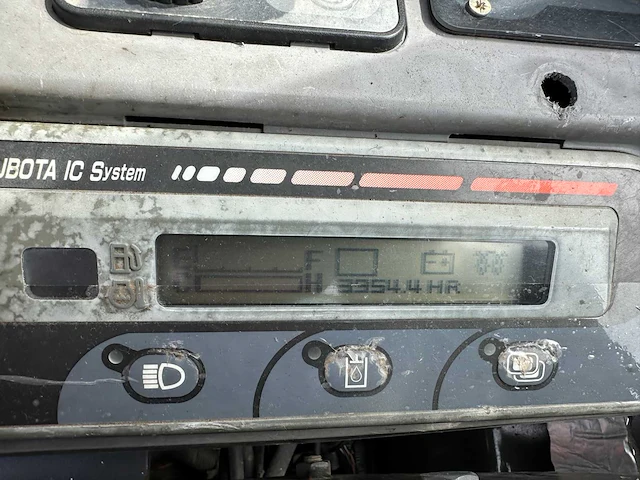 UBOTA IC System
F
H 3354.4 HR